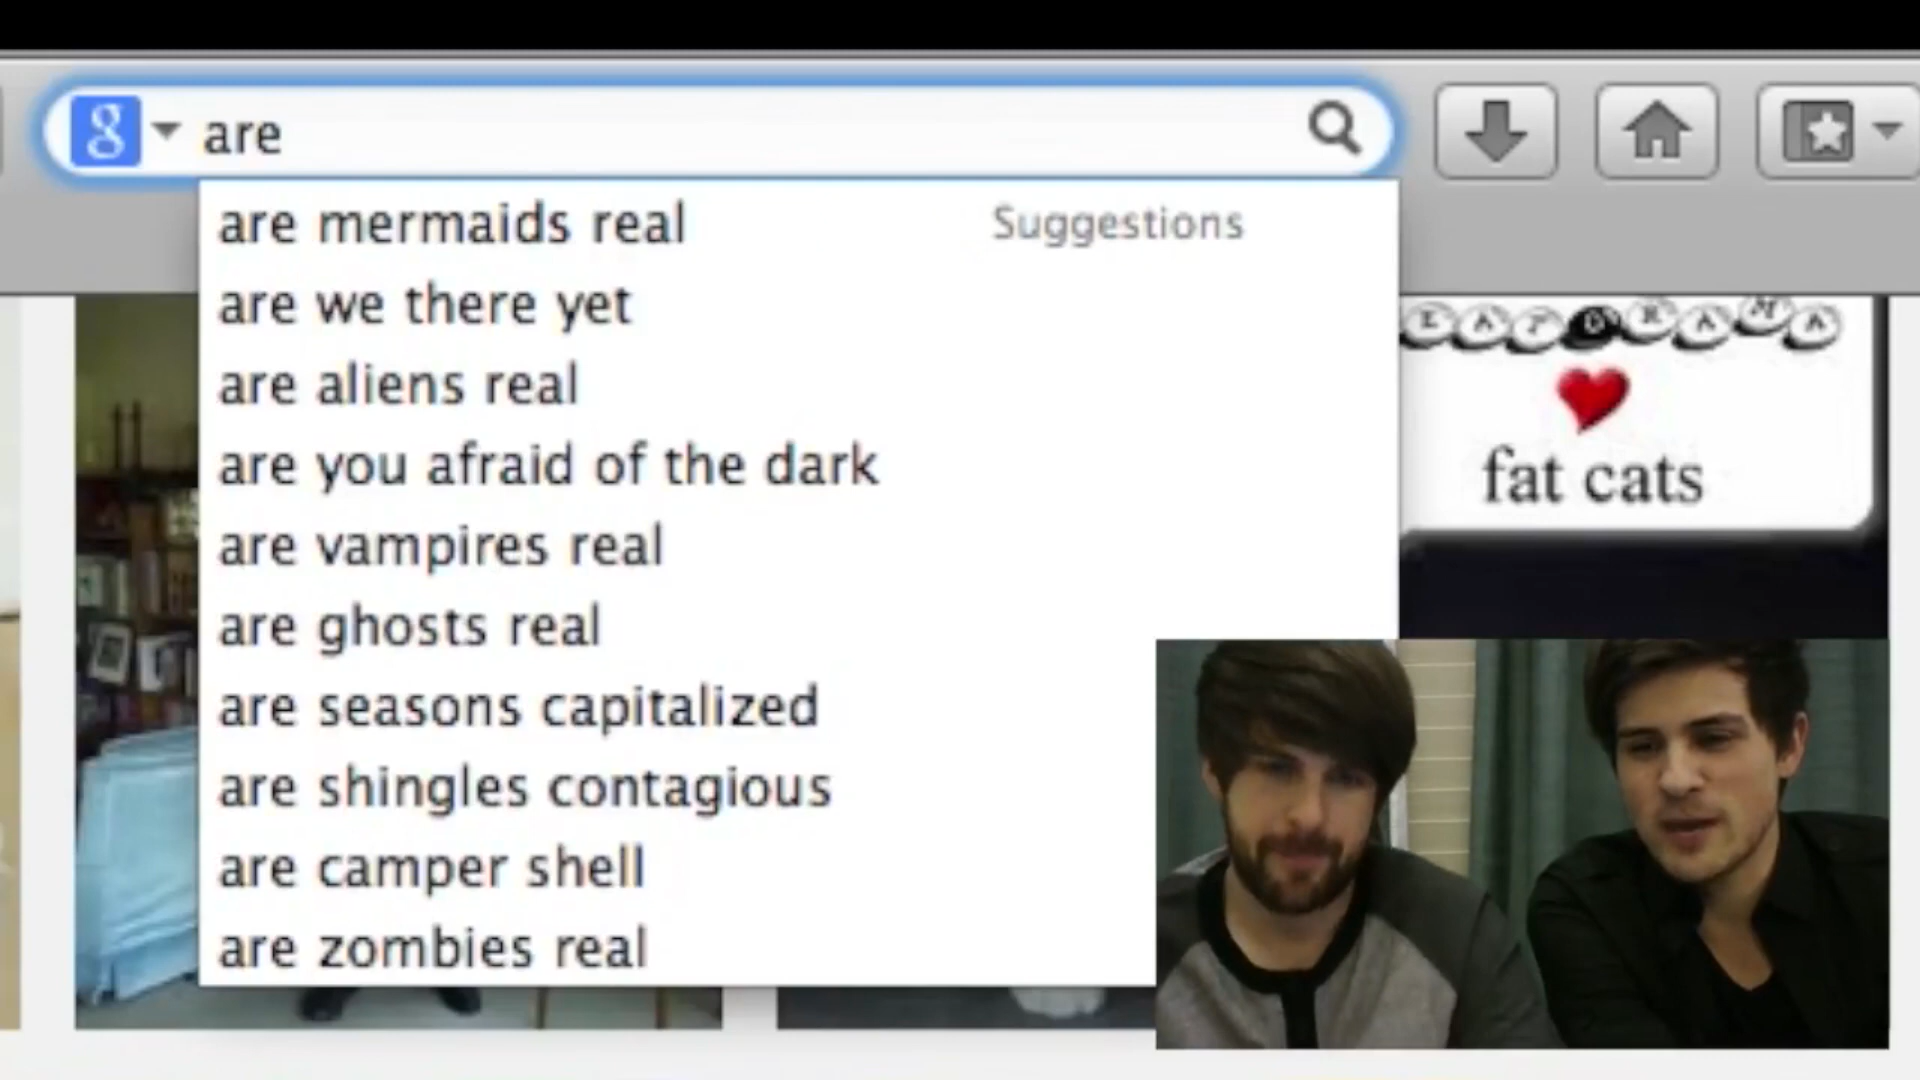 g are
are mermaids real Suggestions
are we there yet
are aliens real
are you afraid of the dark
are vampires real
are ghosts real
are seasons capitalized
are shingles contagious
are camper shell
are zombies real
fat cats